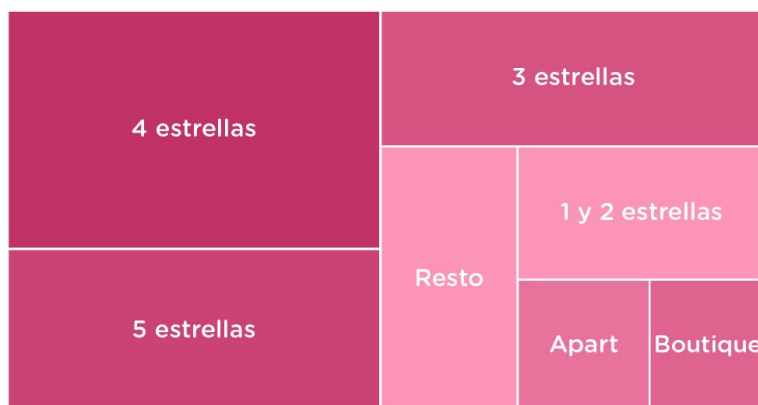 4 estrellas
3 estrellas
1 y 2 estrellas
Resto
5 estrellas
Apart
Boutique